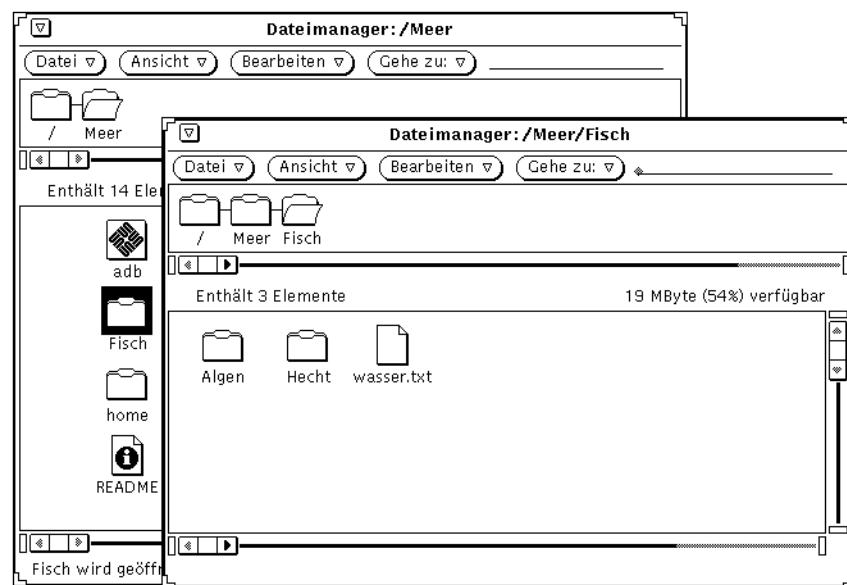 Dateimanager: /Meer
Datei Ansicht Bearbeiten Gehe zu:
/ Meer
Enthält 14 Ele
adb
Fisch
home
README
Fisch wird geöffn
Dateimanager: /Meer/Fisch
Datei Ansicht Bearbeiten Gehe zu:
/ Meer Fisch
Enthält 3 Elemente 19 MByte (54%) verfügbar
Algen Hecht wasser.txt